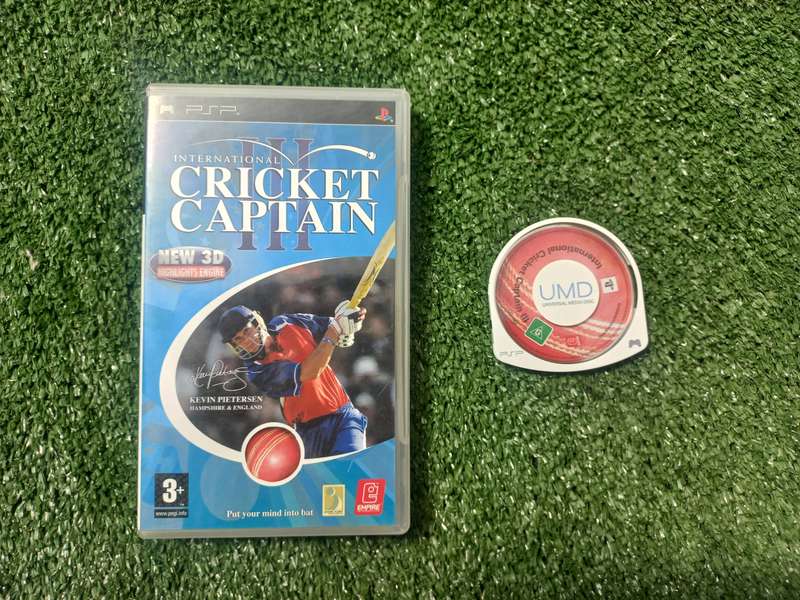 PSP
INTERNATIONAL
CRICKET
CAPTAIN
III
NEW 3D
HIGHLIGHTS ENGINE
KEVIN PIETERSEN
HAMPSHIRE & ENGLAND
3+
www.pegi.info
Put your mind into bat
EMPIRE
International Cricket Captain III
UMD
UNIVERSAL MEDIA DISC
G
PSP